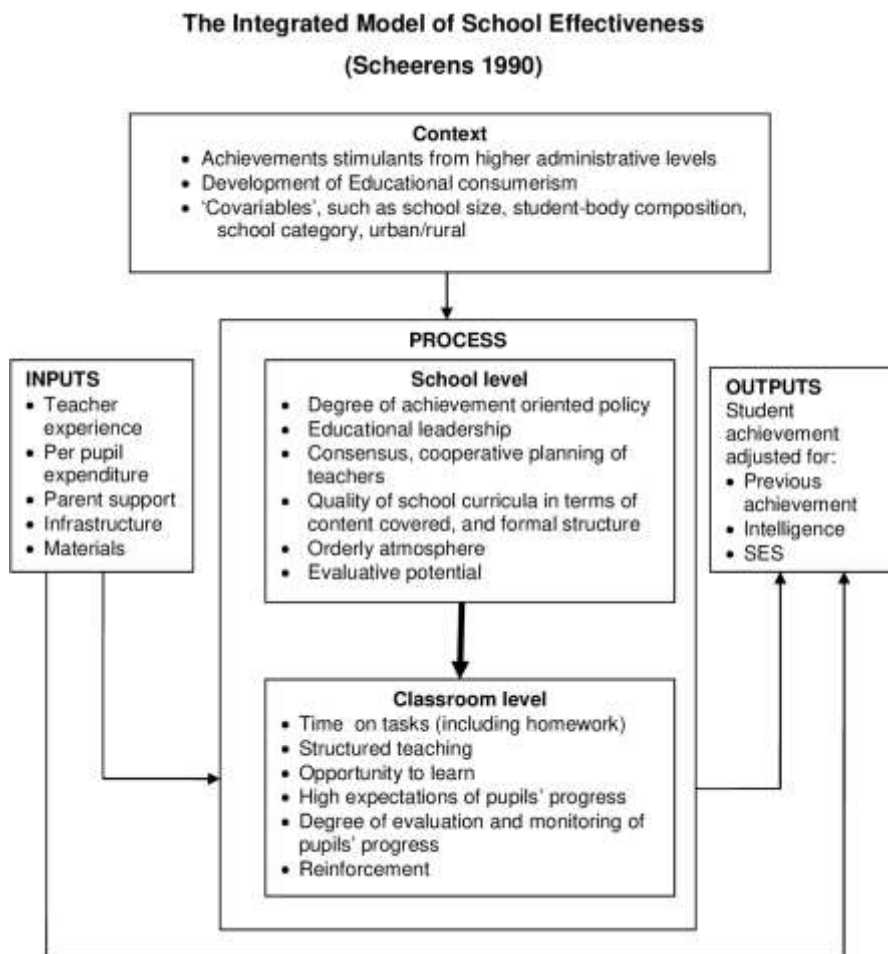 The Integrated Model of School Effectiveness
(Scheerens 1990)
Context
• Achievements stimulants from higher administrative levels
• Development of Educational consumerism
• 'Covariables', such as school size, student-body composition,
school category, urban/rural
PROCESS
INPUTS
• Teacher
experience
• Per pupil
expenditure
• Parent support
• Infrastructure
• Materials
School level
• Degree of achievement oriented policy
• Educational leadership
• Consensus, cooperative planning of
teachers
• Quality of school curricula in terms of
content covered, and formal structure
• Orderly atmosphere
• Evaluative potential
Classroom level
• Time on tasks (including homework)
• Structured teaching
• Opportunity to learn
• High expectations of pupils' progress
• Degree of evaluation and monitoring of
pupils' progress
• Reinforcement
OUTPUTS
Student
achievement
adjusted for:
• Previous
achievement
• Intelligence
• SES